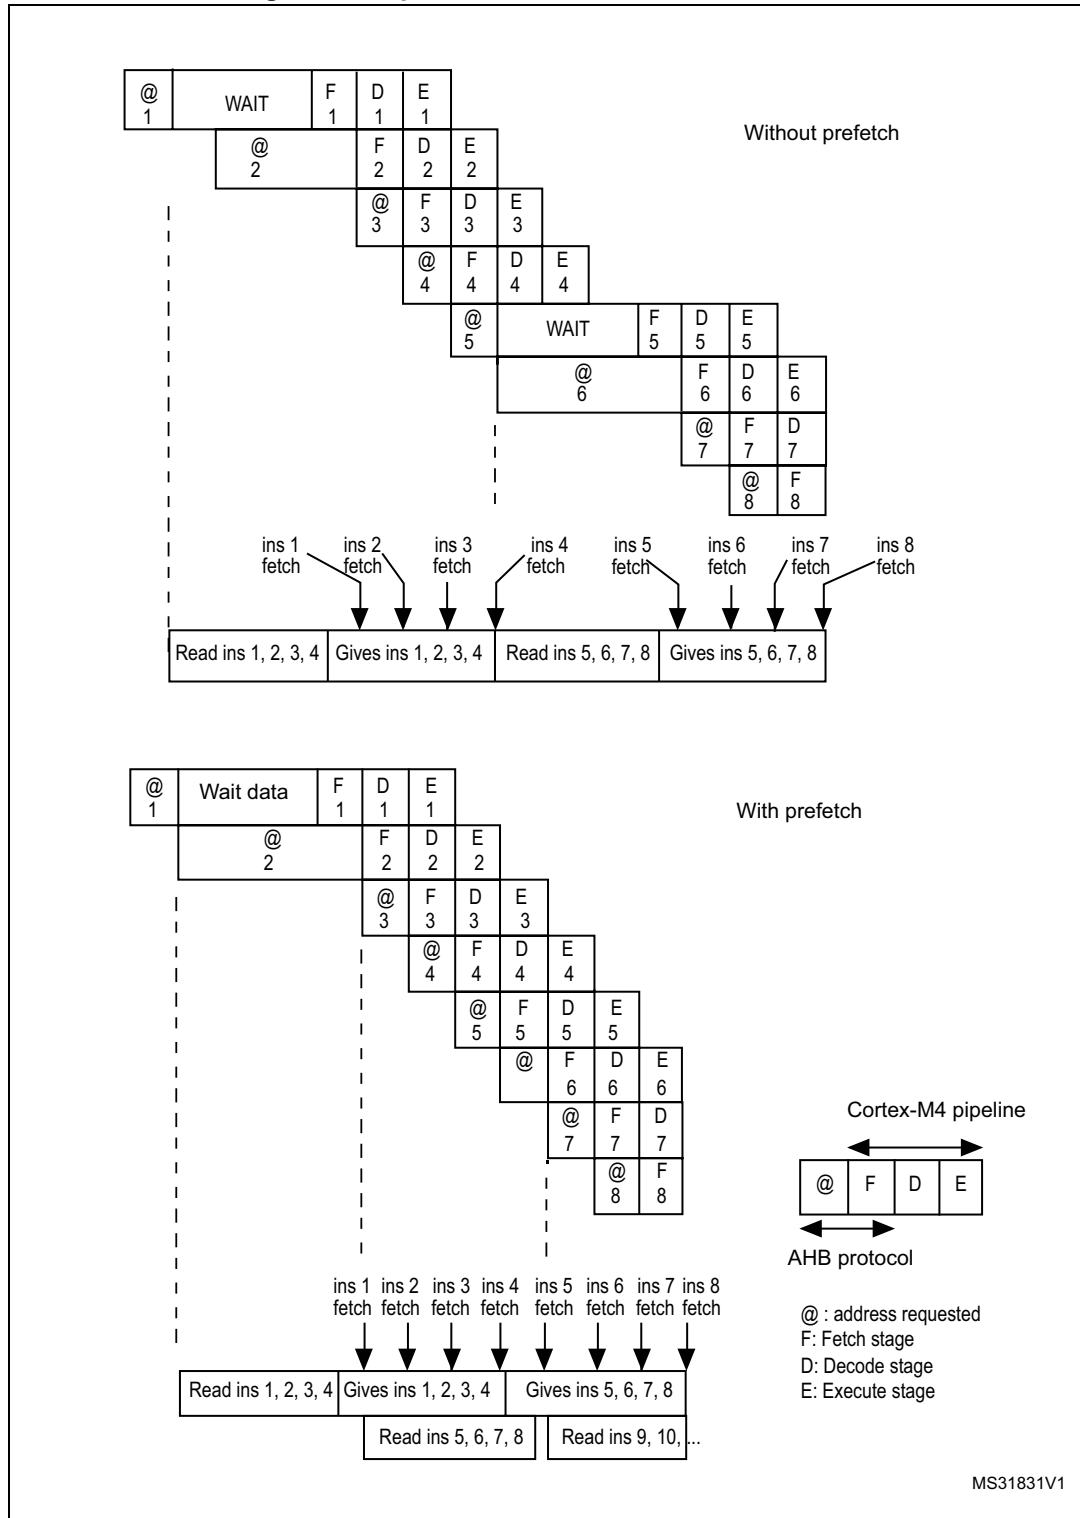 @ WAIT F D E
1 1 1 1
Without prefetch
@ F D E
2 2 2 2
@ F D E
3 3 3 3
@ F D E
4 4 4 4
@ WAIT F D E
5 5 5 5
@ F D E
6 6 6 6
@ F D
7 7 7
@ F
8 8
ins 1 ins 2 ins 3 ins 4 ins 5 ins 6 ins 7 ins 8
fetch fetch fetch fetch fetch fetch fetch fetch
Read ins 1, 2, 3, 4 Gives ins 1, 2, 3, 4 Read ins 5, 6, 7, 8 Gives ins 5, 6, 7, 8
@ Wait data F D E
1 1 1 1
With prefetch
@ F D E
2 2 2 2
@ F D E
3 3 3 3
@ F D E
4 4 4 4
@ F D E
5 5 5 5
@ F D E
6 6 6
@ F D
7 7 7
@ F
8 8
Cortex-M4 pipeline
@ F D E
AHB protocol
ins 1 ins 2 ins 3 ins 4 ins 5 ins 6 ins 7 ins 8
fetch fetch fetch fetch fetch fetch fetch fetch
@ : address requested
F: Fetch stage
D: Decode stage
E: Execute stage
Read ins 1, 2, 3, 4 Gives ins 1, 2, 3, 4 Gives ins 5, 6, 7, 8
Read ins 5, 6, 7, 8 Read ins 9, 10, ...
MS31831V1